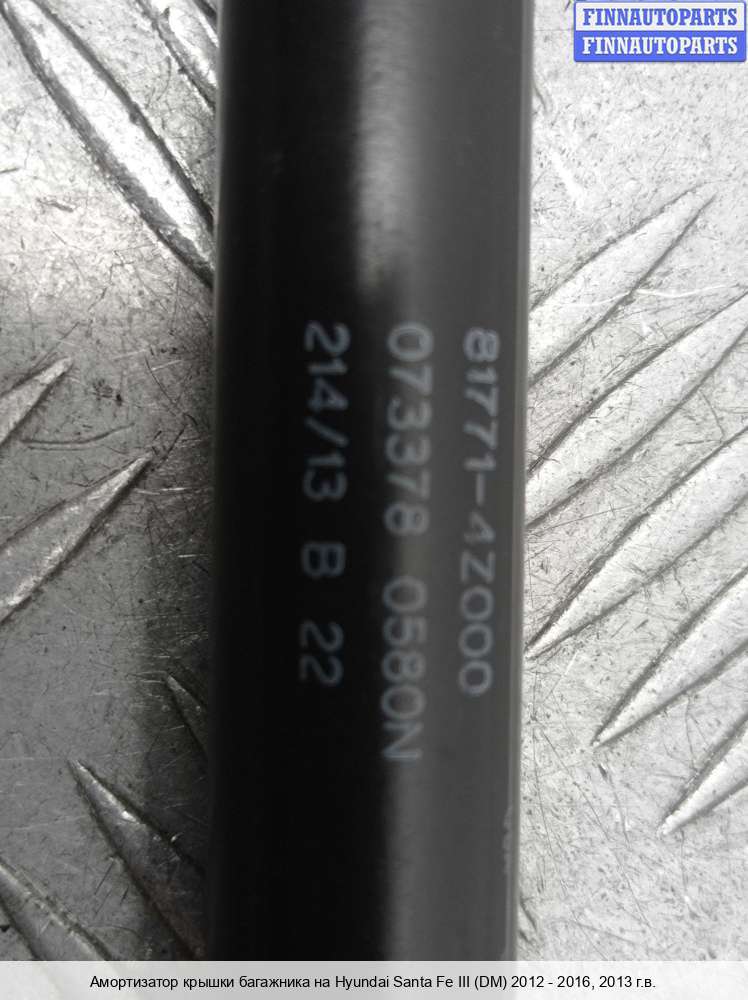 FINNAUTOPARTS
FINNAUTOPARTS
81771-4Z000
073378 0580N
214/13 B 22
Амортизатор крышки багажника на Hyundai Santa Fe III (DM) 2012 - 2016, 2013 г.в.